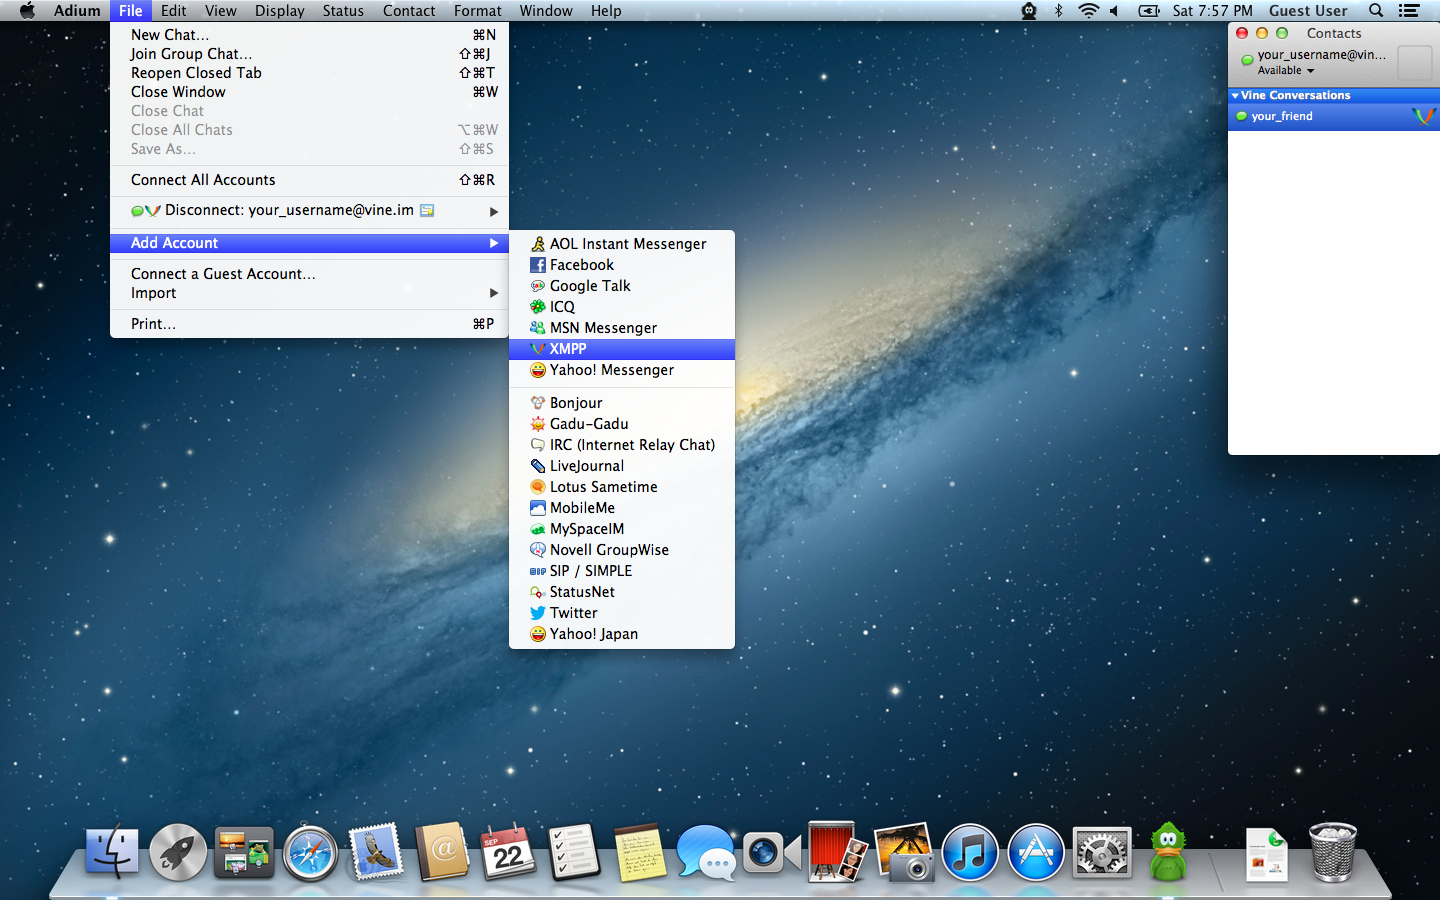 Adium File Edit View Display Status Contact Format Window Help Sat 7:57 PM Guest User
New Chat... ⌘N
Join Group Chat... ⇧⌘J
Reopen Closed Tab ⇧⌘T
Close Window ⌘W
Close Chat
Close All Chats ⌥⌘W
Save As... ⇧⌘S
Connect All Accounts ⇧⌘R
Disconnect: your_username@vine.im
Add Account
Connect a Guest Account...
Import
Print... ⌘P
AOL Instant Messenger
Facebook
Google Talk
ICQ
MSN Messenger
XMPP
Yahoo! Messenger
Bonjour
Gadu-Gadu
IRC (Internet Relay Chat)
LiveJournal
Lotus Sametime
MobileMe
MySpaceIM
Novell GroupWise
SIP / SIMPLE
StatusNet
Twitter
Yahoo! Japan
Contacts
your_username@vin...
Available
Vine Conversations
your_friend
SEP
22